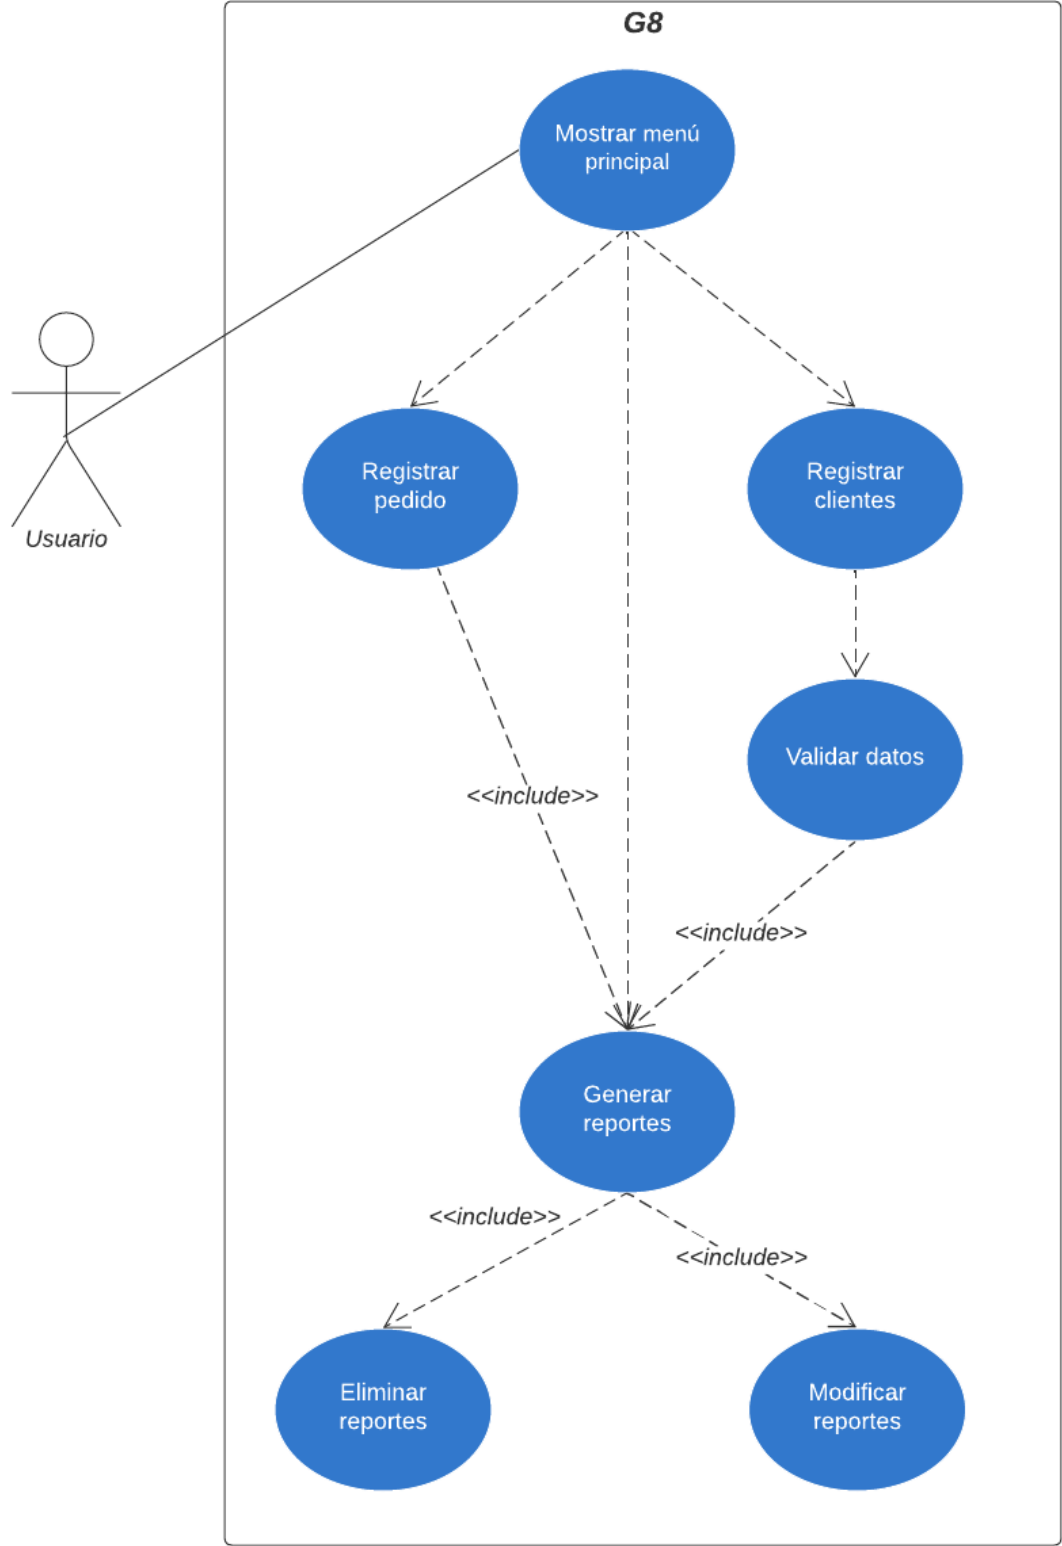 G8
Mostrar menú
principal
Usuario
Registrar
pedido
Registrar
clientes
Validar datos
<<include>>
<<include>>
Generar
reportes
<<include>>
<<include>>
Eliminar
reportes
Modificar
reportes